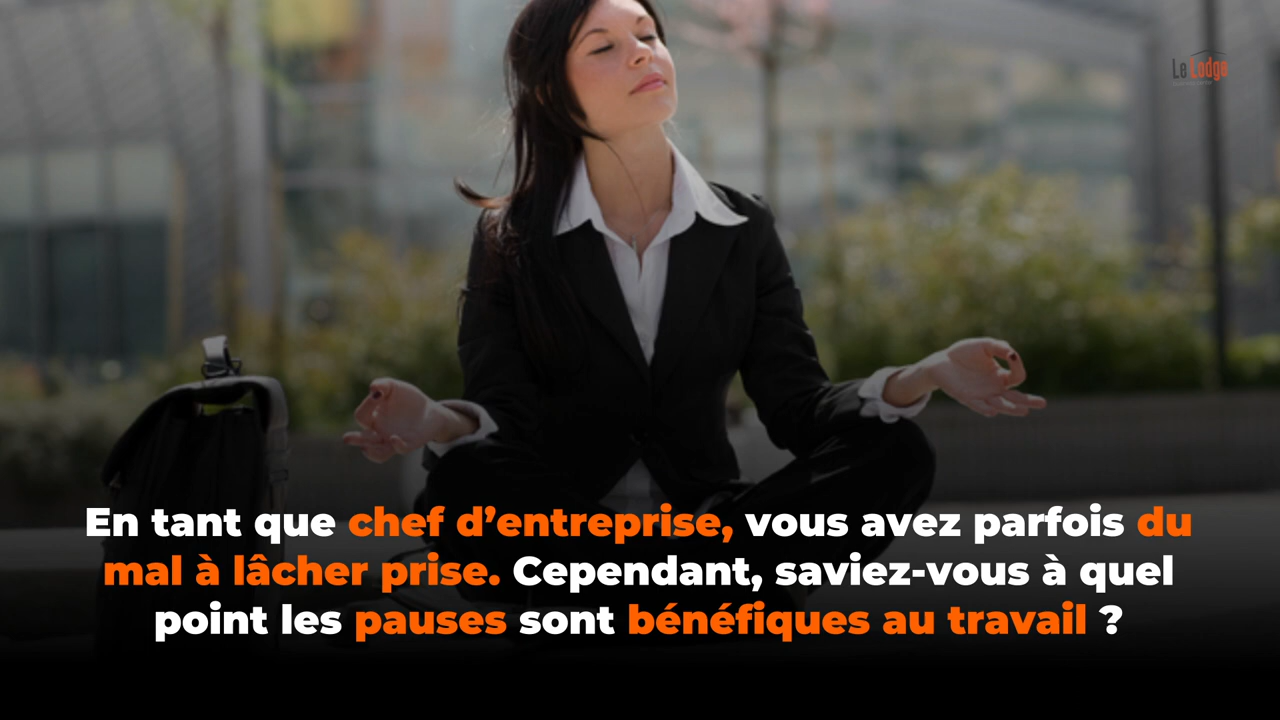 Le Lodge
En tant que chef d’entreprise, vous avez parfois du
mal à lâcher prise. Cependant, saviez-vous à quel
point les pauses sont bénéfiques au travail ?